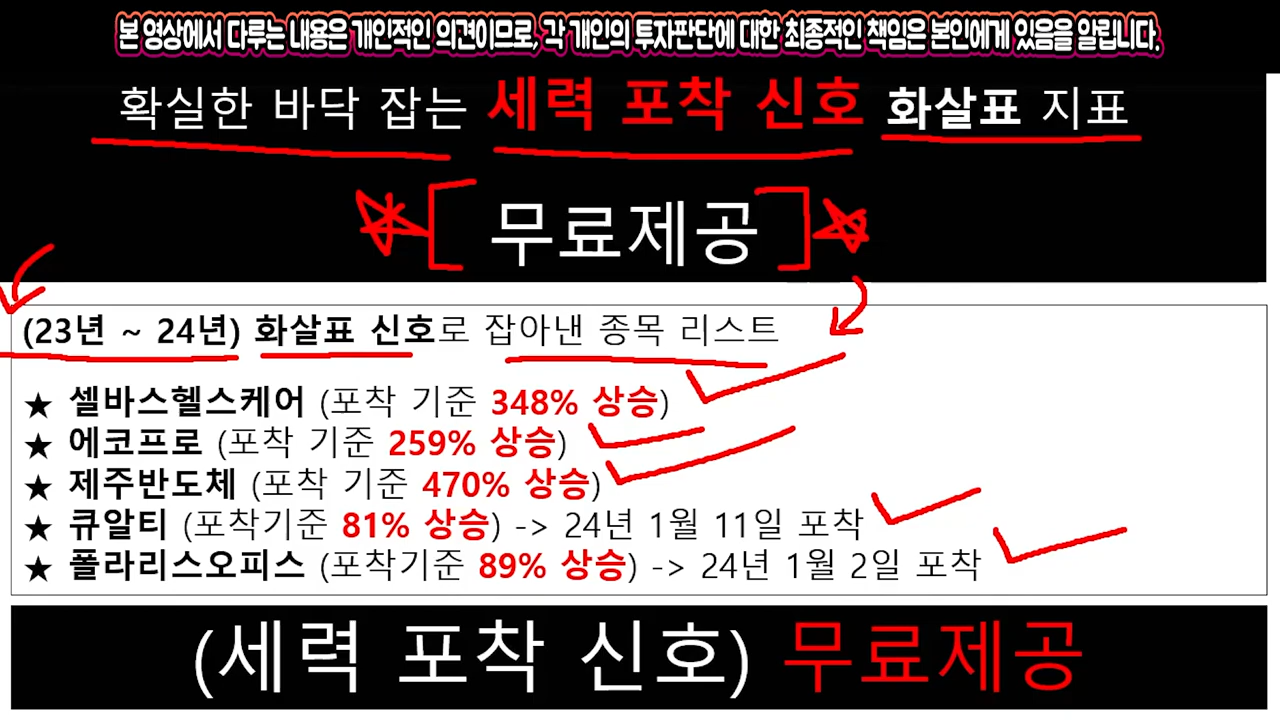 본 영상에서 다루는 내용은 개인적인 의견이므로, 각 개인의 투자판단에 대한 최종적인 책임은 본인에게 있음을 알립니다.
확실한 바닥 잡는 세력 포착 신호 화살표 지표
무료제공
(23년 ~ 24년) 화살표 신호로 잡아낸 종목 리스트
★ 셀바스헬스케어 (포착 기준 348% 상승)
★ 에코프로 (포착 기준 259% 상승)
★ 제주반도체 (포착 기준 470% 상승)
★ 큐알티 (포착기준 81% 상승) -> 24년 1월 11일 포착
★ 폴라리스오피스 (포착기준 89% 상승) -> 24년 1월 2일 포착
(세력 포착 신호) 무료제공